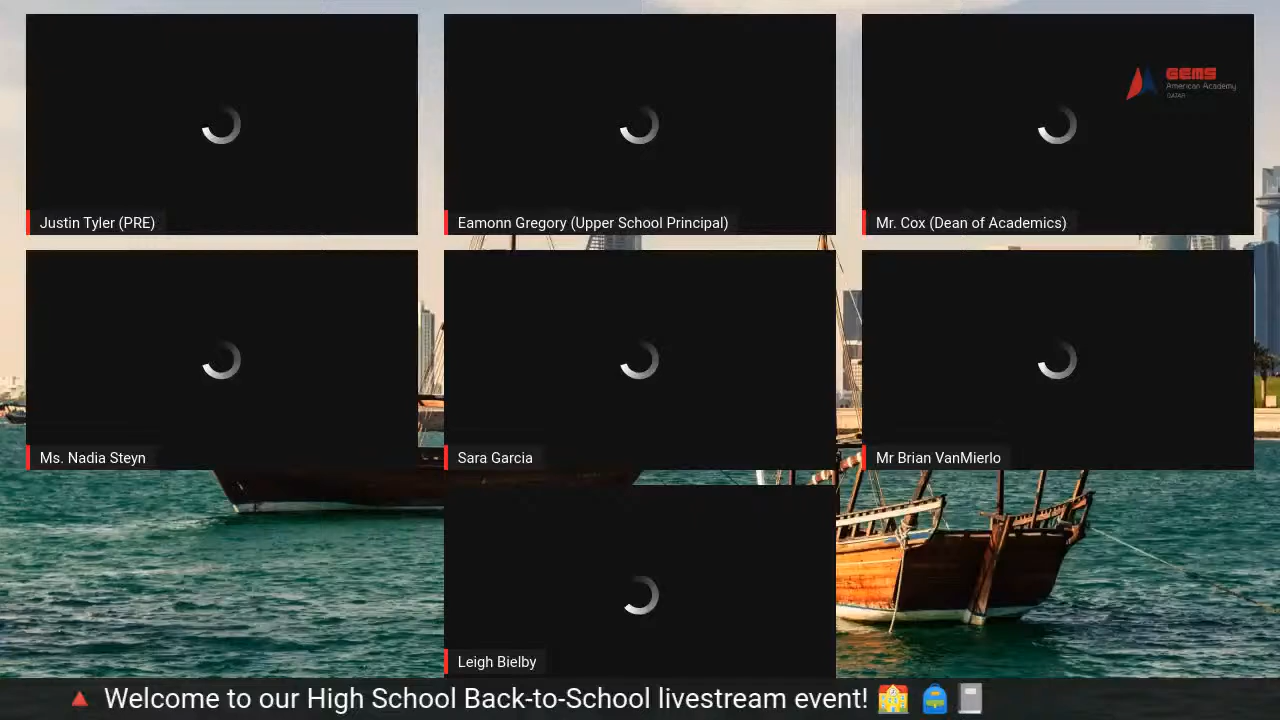 GEMS
American Academy
QATAR
Justin Tyler (PRE)
Eamonn Gregory (Upper School Principal)
Mr. Cox (Dean of Academics)
Ms. Nadia Steyn
Sara Garcia
Mr Brian VanMierlo
Leigh Bielby
🔺 Welcome to our High School Back-to-School livestream event! 🏫 🎒 📓